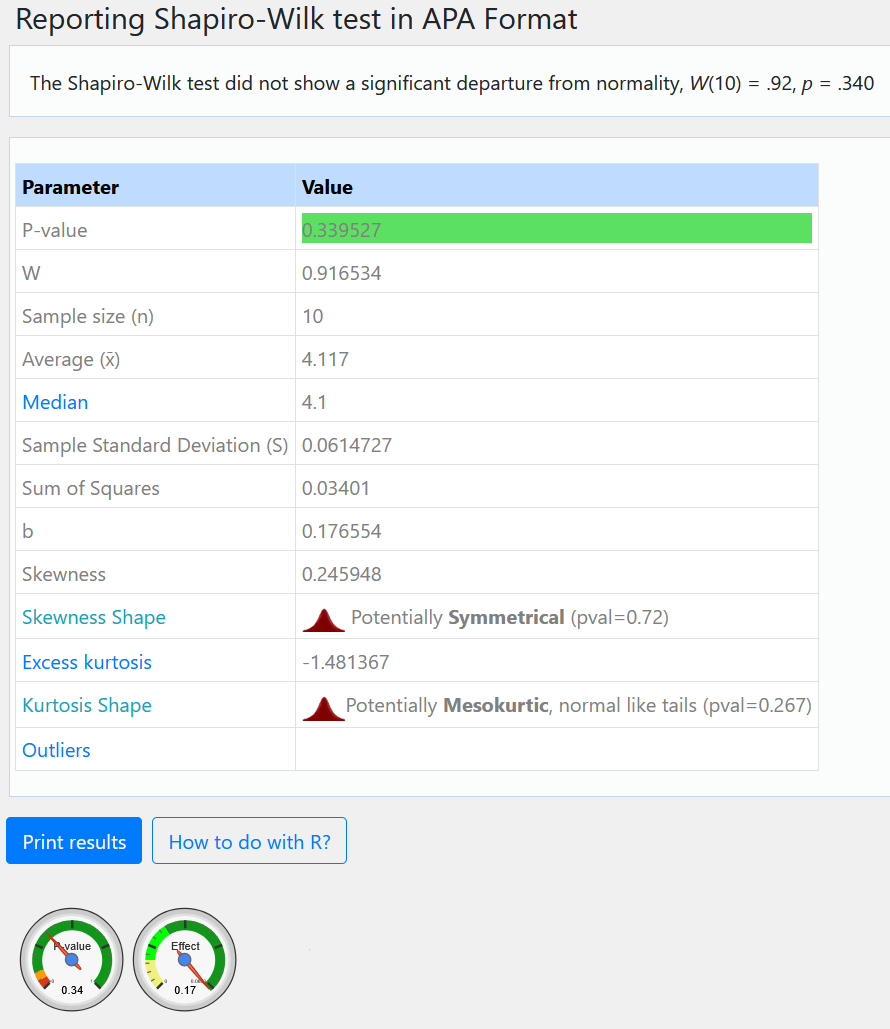 Reporting Shapiro-Wilk test in APA Format
The Shapiro-Wilk test did not show a significant departure from normality, W(10) = .92, p = .340
Parameter Value
P-value 0.339527
W 0.916534
Sample size (n) 10
Average (x̄) 4.117
Median 4.1
Sample Standard Deviation (S) 0.0614727
Sum of Squares 0.03401
b 0.176554
Skewness 0.245948
Skewness Shape Potentially Symmetrical (pval=0.72)
Excess kurtosis -1.481367
Kurtosis Shape Potentially Mesokurtic, normal like tails (pval=0.267)
Outliers
Print results How to do with R?
P-value Effect
0.34 0.17